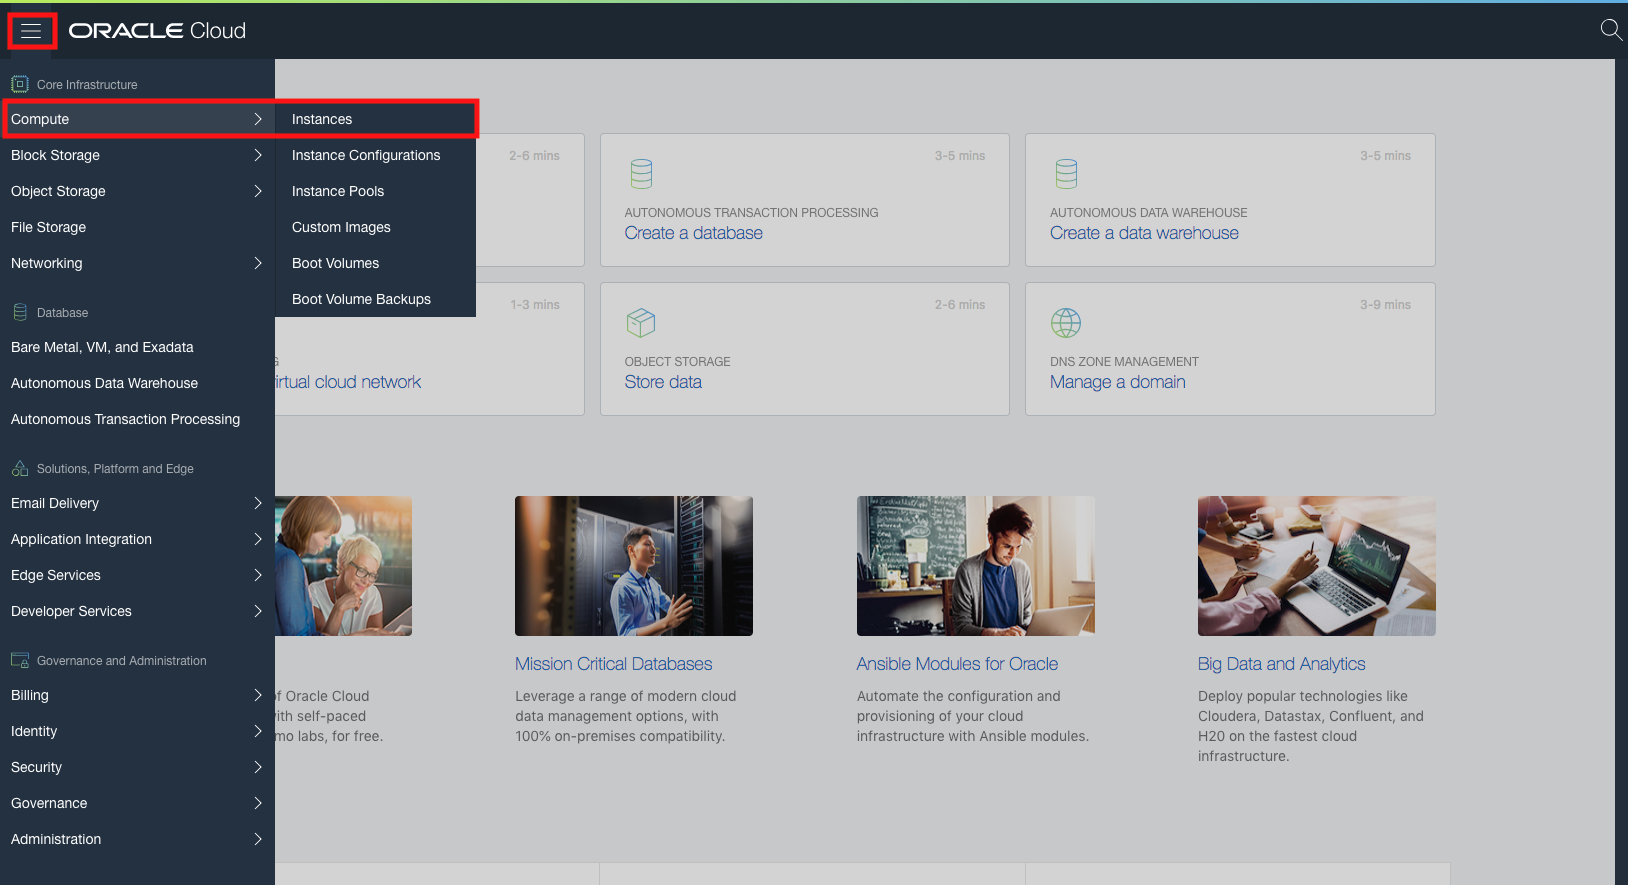 ORACLE Cloud
Core Infrastructure
Compute
Block Storage
Object Storage
File Storage
Networking
Database
Bare Metal, VM, and Exadata
Autonomous Data Warehouse
Autonomous Transaction Processing
Solutions, Platform and Edge
Email Delivery
Application Integration
Edge Services
Developer Services
Governance and Administration
Billing
Identity
Security
Governance
Administration
Instances
Instance Configurations
Instance Pools
Custom Images
Boot Volumes
Boot Volume Backups
2-6 mins
3-5 mins
AUTONOMOUS TRANSACTION PROCESSING
Create a database
3-5 mins
AUTONOMOUS DATA WAREHOUSE
Create a data warehouse
1-3 mins
virtual cloud network
2-6 mins
OBJECT STORAGE
Store data
3-9 mins
DNS ZONE MANAGEMENT
Manage a domain
of Oracle Cloud
with self-paced
labs, for free.
Mission Critical Databases
Leverage a range of modern cloud
data management options, with
100% on-premises compatibility.
Ansible Modules for Oracle
Automate the configuration and
provisioning of your cloud
infrastructure with Ansible modules.
Big Data and Analytics
Deploy popular technologies like
Cloudera, Datastax, Confluent, and
H20 on the fastest cloud
infrastructure.